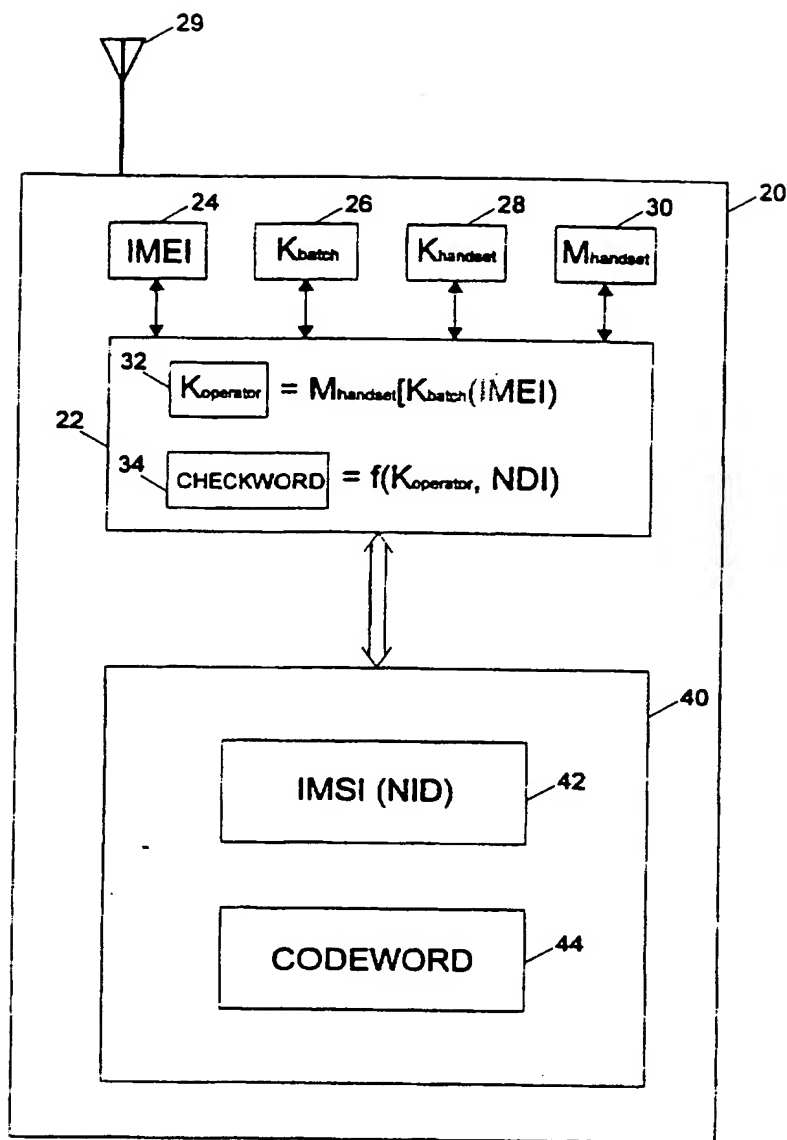 29
20
24 26 28 30
IMEI Kbatch Khandset Mhandset
32
Koperator = Mhandset[Kbatch(IMEI)
22
34
CHECKWORD = f(Koperator, NDI)
40
IMSI (NID) 42
CODEWORD 44